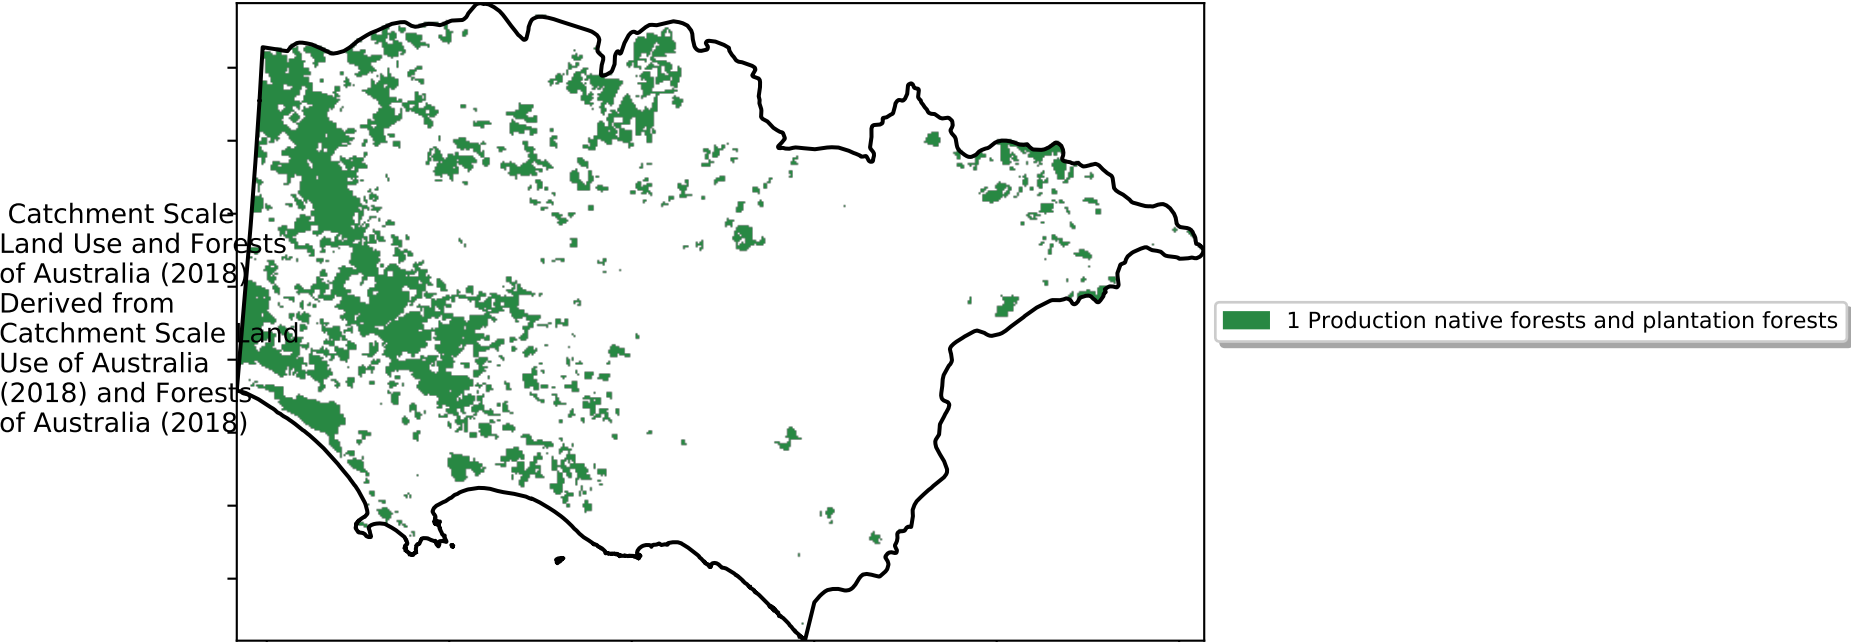 Catchment Scale
Land Use and Forests
of Australia (2018)
Derived from
Catchment Scale Land
Use of Australia
(2018) and Forests
of Australia (2018)
1 Production native forests and plantation forests